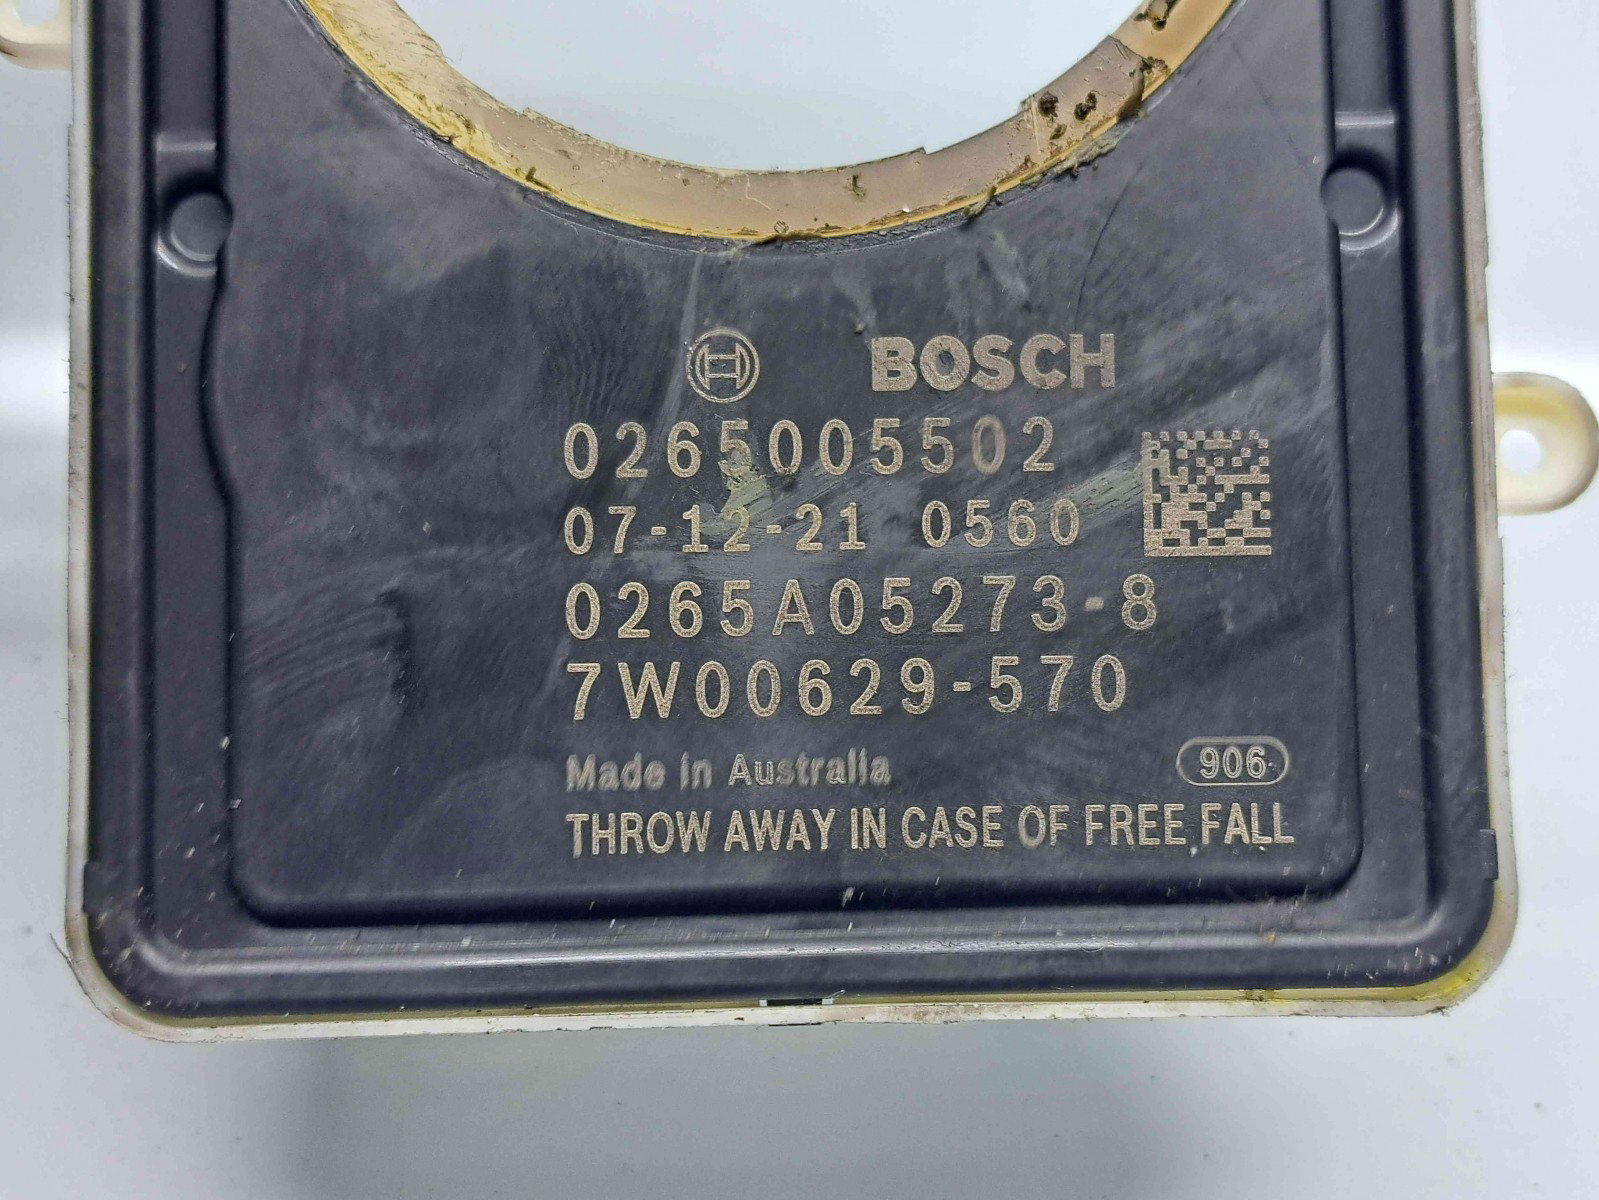 BOSCH
0265005502
07-12-21 0560
0265A05273-8
7W00629-570
Made in Australia
906
THROW AWAY IN CASE OF FREE FALL